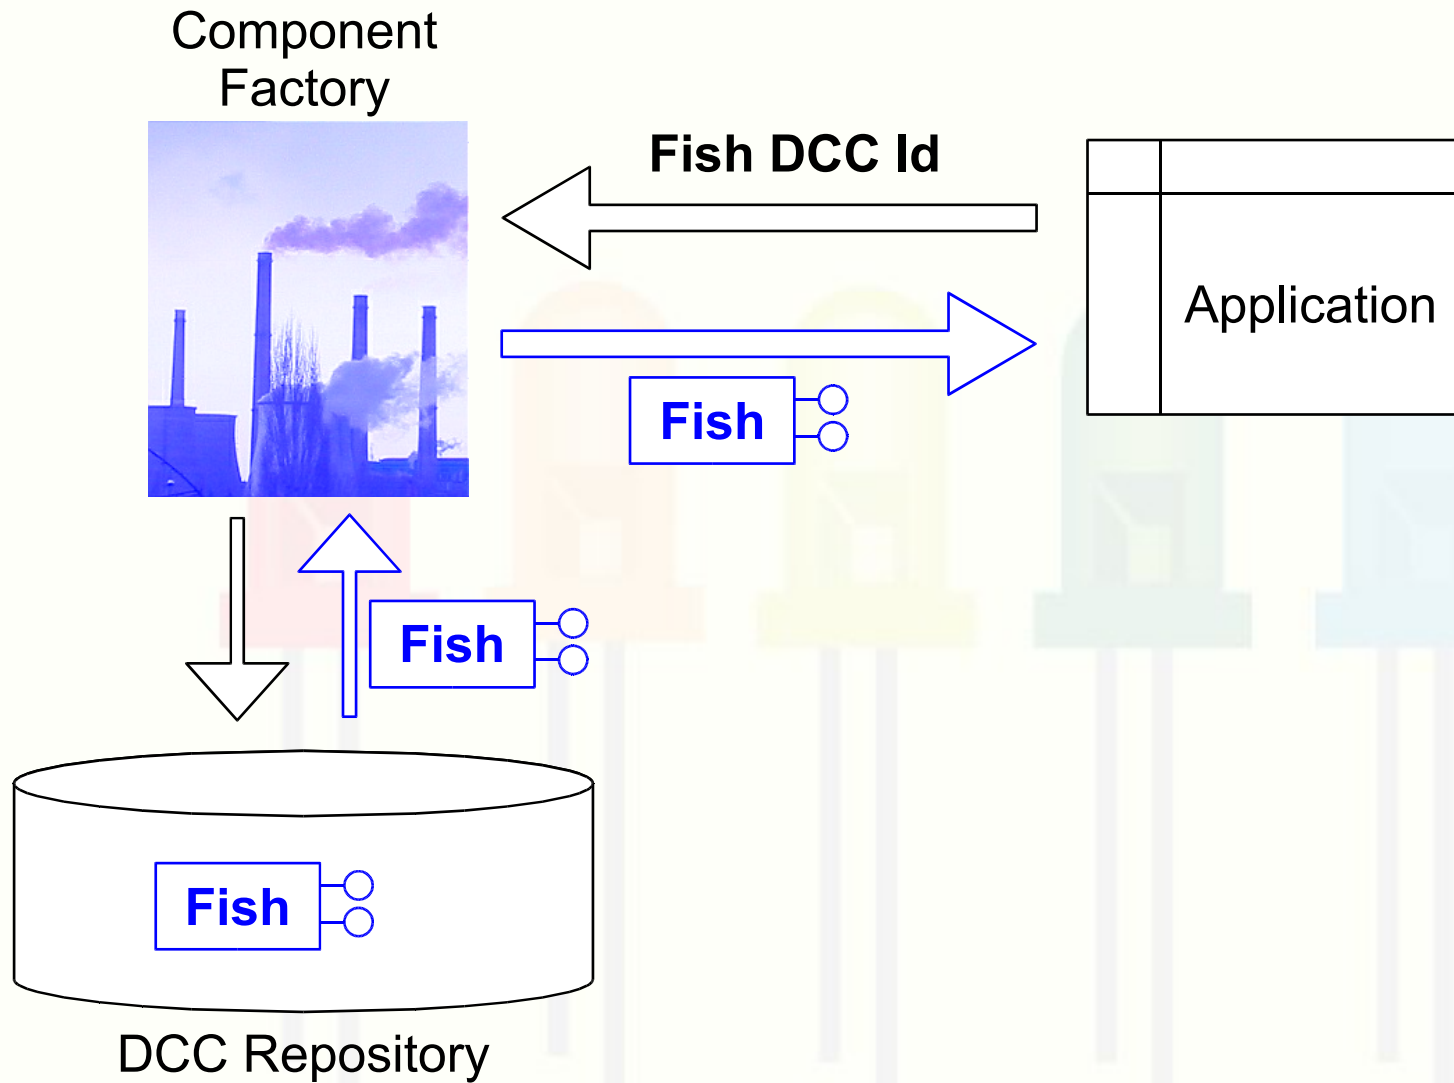 Component
Factory
Fish DCC Id
Application
Fish
Fish
Fish
DCC Repository